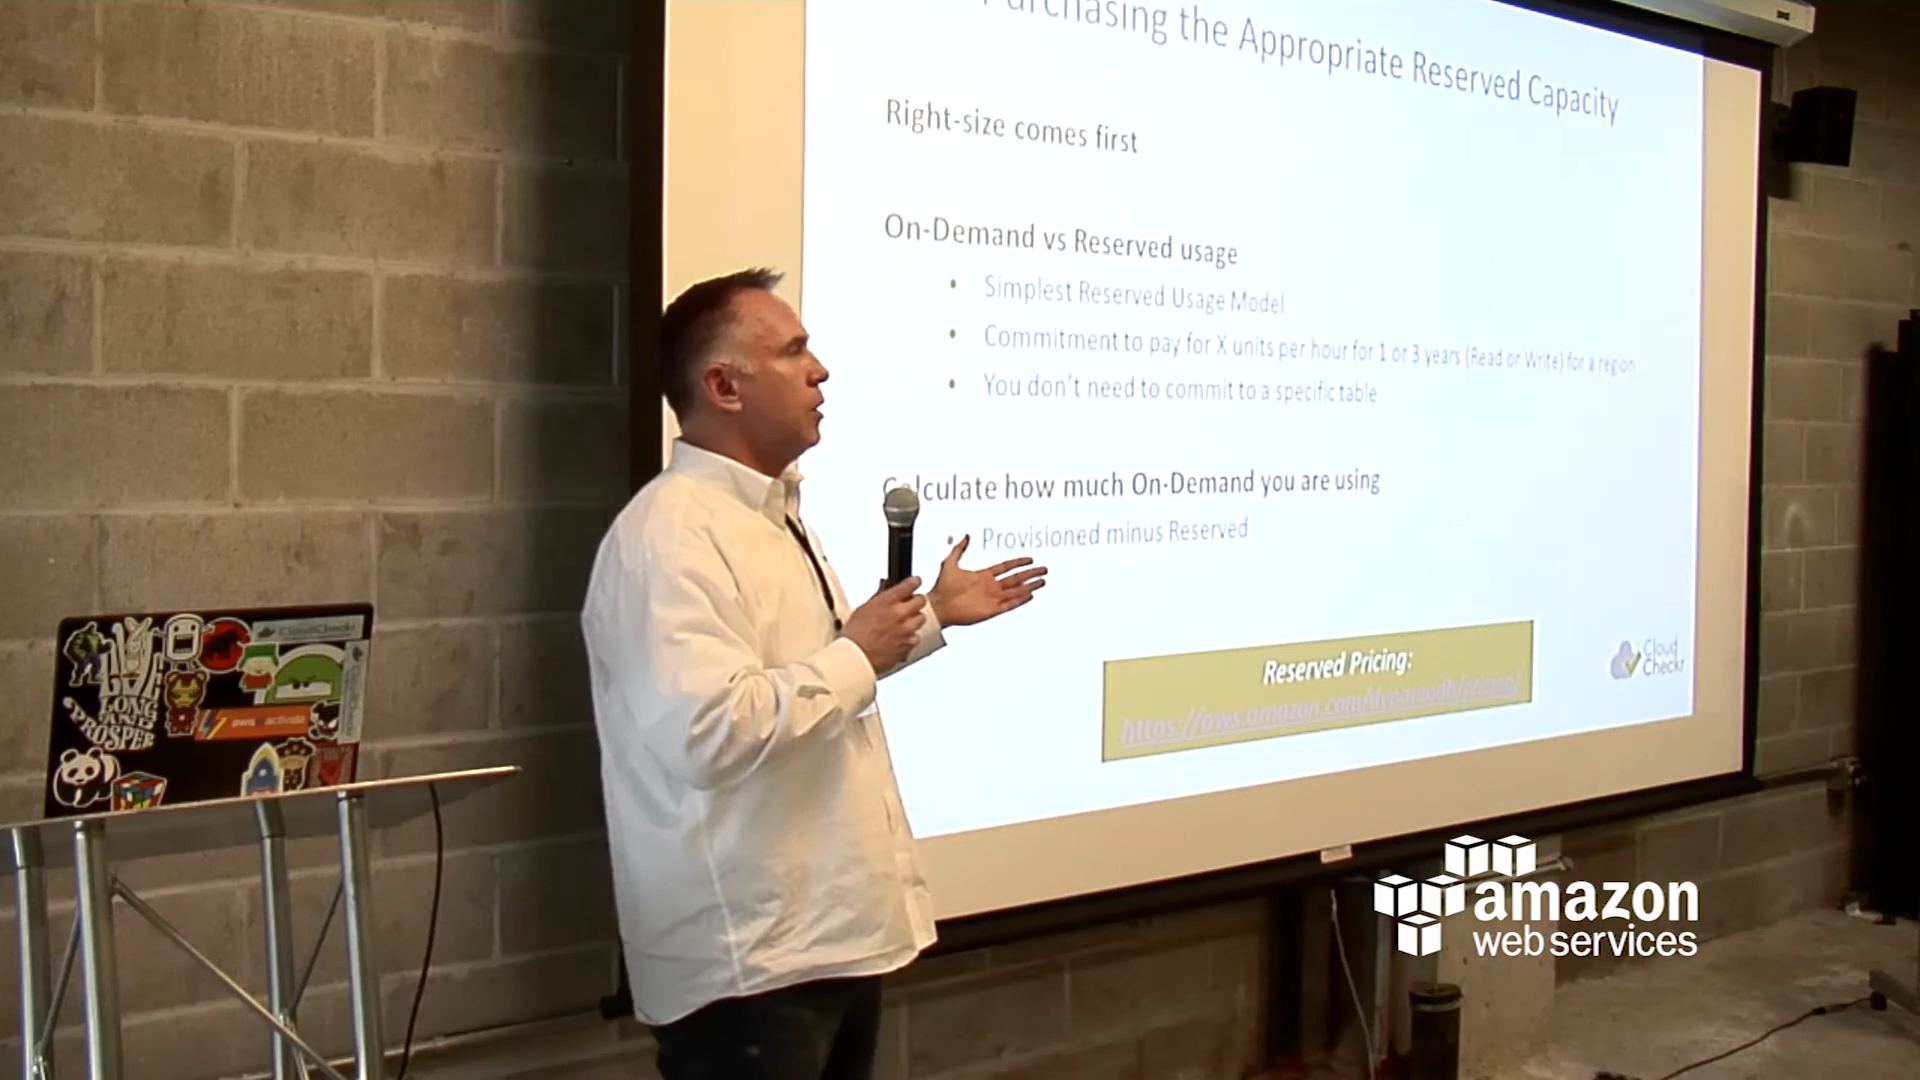 Purchasing the Appropriate Reserved Capacity
Right-size comes first
On-Demand vs Reserved usage
• Simplest Reserved Usage Model
• Commitment to pay for X units per hour for 1 or 3 years (Read or Write) for a region
• You don't need to commit to a specific table
Calculate how much On-Demand you are using
• Provisioned minus Reserved
Reserved Pricing:
https://aws.amazon.com/dynamodb/pricing/
Cloud
Checkr
CloudCheckr
LIVE
LONG
AND
PROSPER
aws activate
amazon
web services